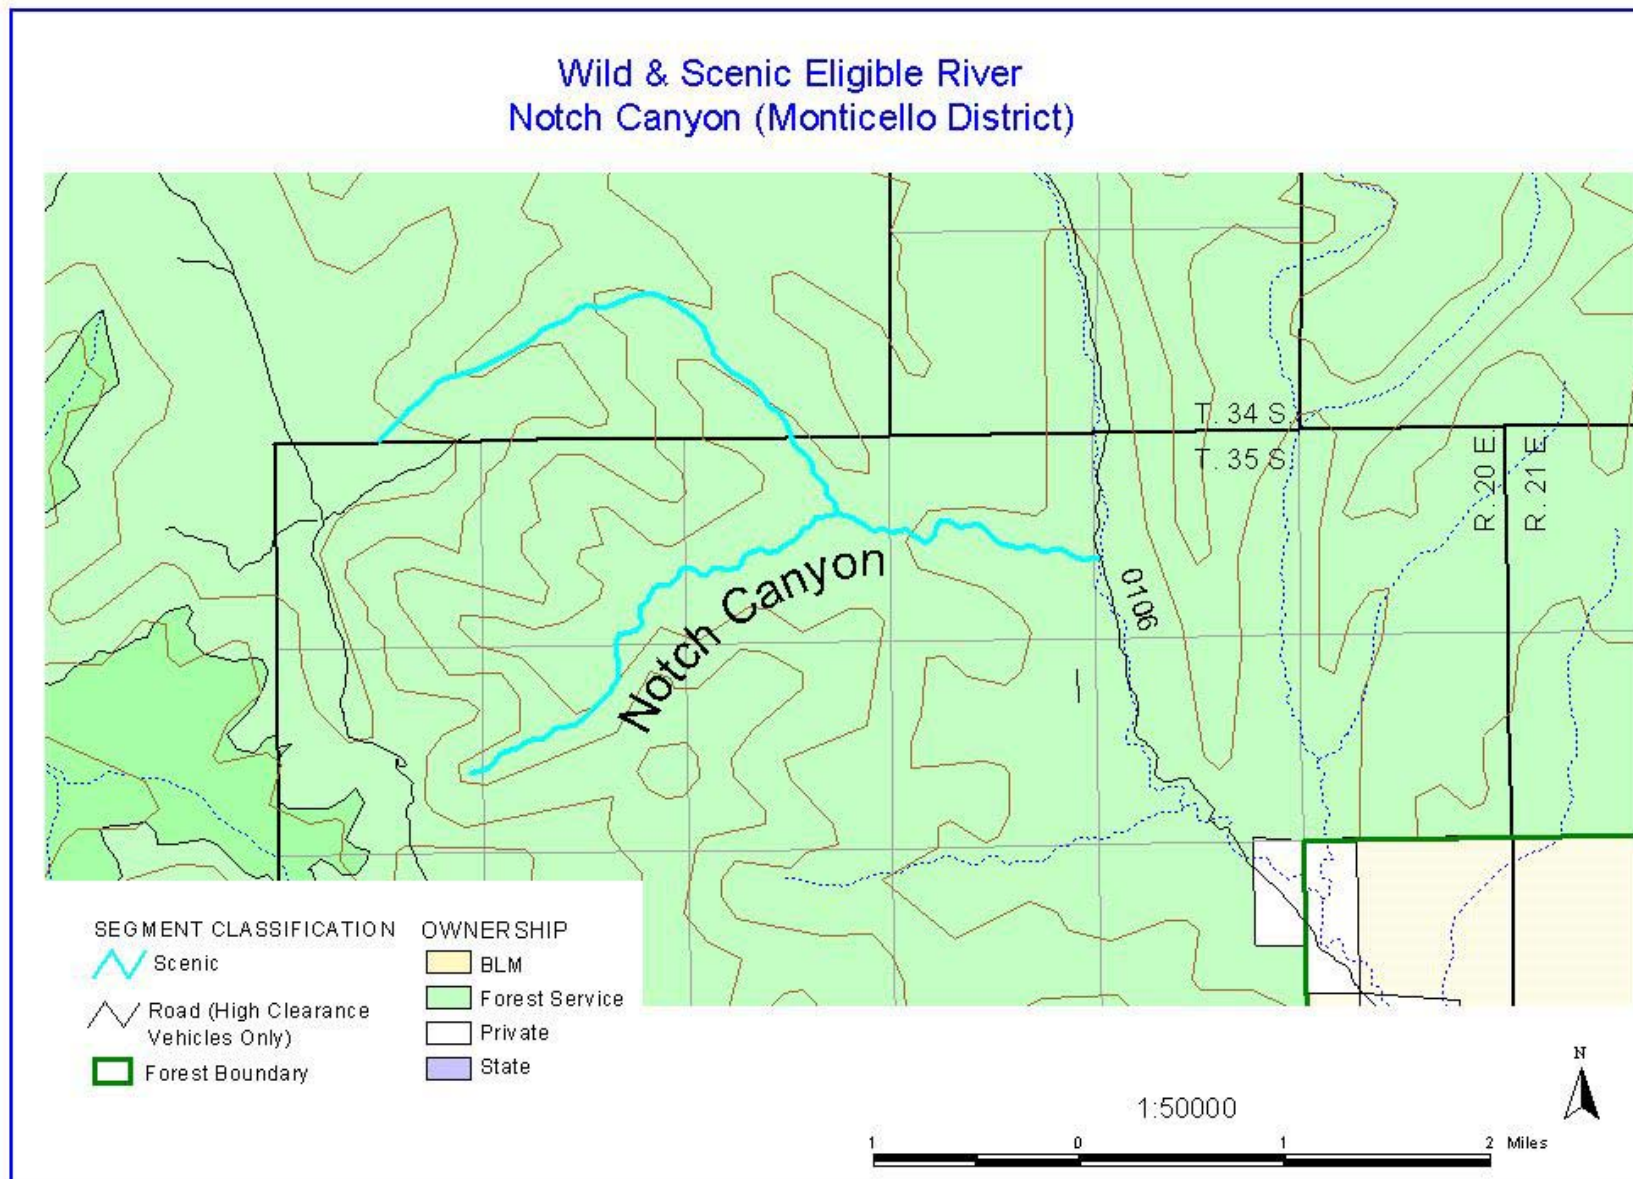 Wild & Scenic Eligible River
Notch Canyon (Monticello District)
T. 34 S.
T. 35 S.
R. 20 E.
R. 21 E.
0106
Notch Canyon
SEGMENT CLASSIFICATION
Scenic
Road (High Clearance
Vehicles Only)
Forest Boundary
OWNERSHIP
BLM
Forest Service
Private
State
N
1:50000
1 0 1 2 Miles